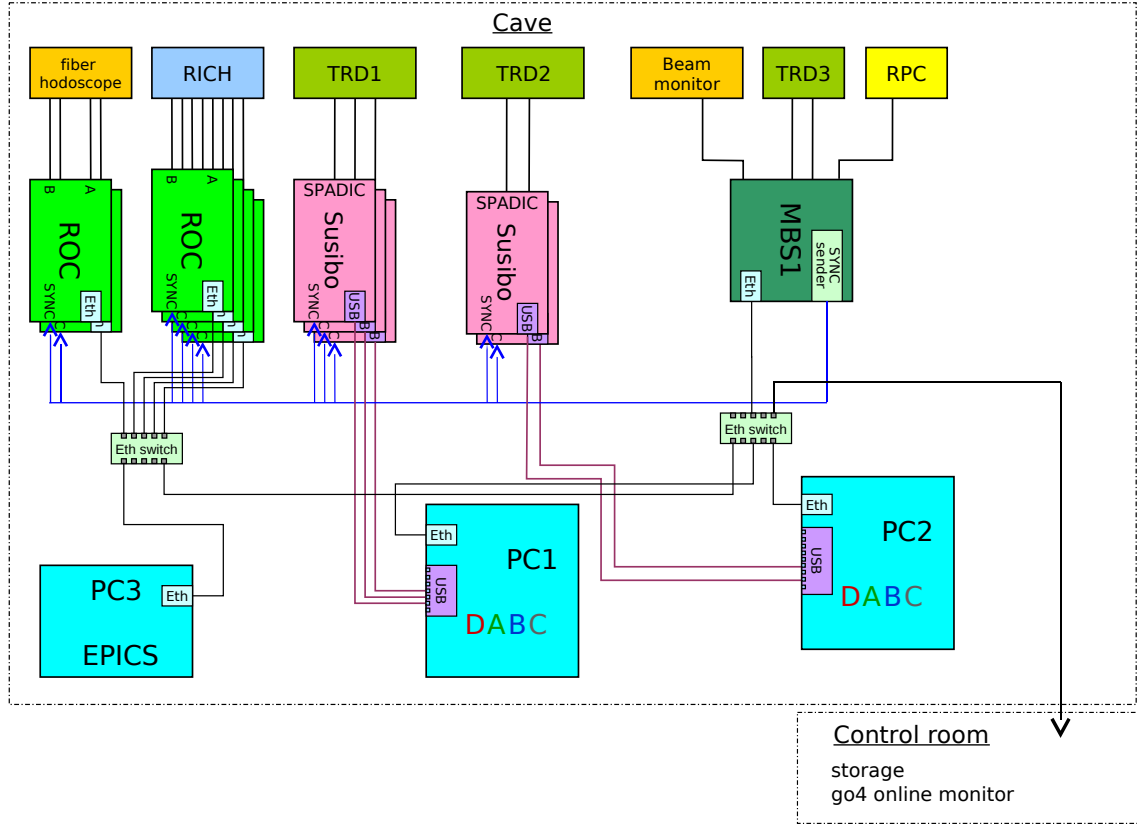 Cave
fiber
hodoscope
RICH
TRD1
TRD2
Beam
monitor
TRD3
RPC
B
A
ROC
SYNC
C
Eth
h
B
A
ROC
SYNC
C
C
C
Eth
h
h
h
SPADIC
Susibo
SYNC
C
C
USB
B
B
SPADIC
Susibo
SYNC
C
USB
B
MBS1
Eth
SYNC
sender
Eth switch
Eth switch
PC3
Eth
EPICS
Eth
PC1
USB
DABC
Eth
PC2
USB
DABC
Control room
storage
go4 online monitor